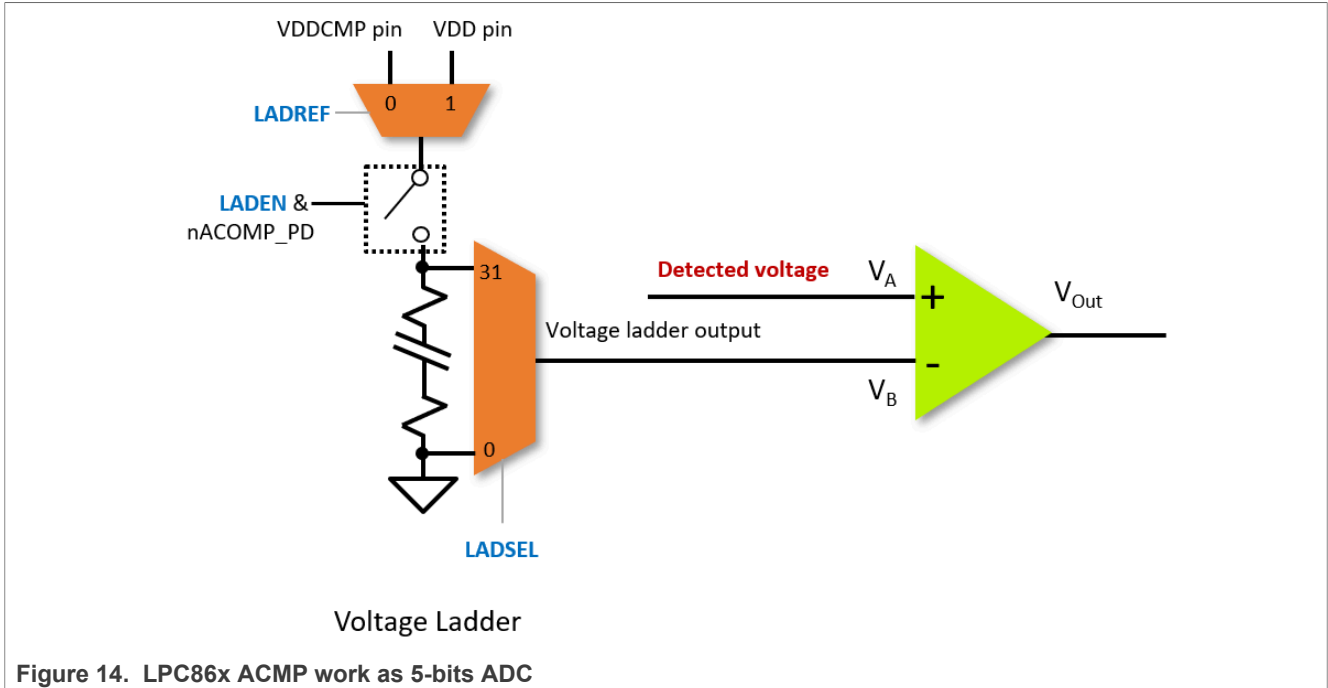 VDDCMP pin VDD pin
0 1
LADREF
LADEN &
nACOMP_PD
31
Detected voltage VA
+
VOut
Voltage ladder output
-
VB
0
LADSEL
Voltage Ladder
Figure 14. LPC86x ACMP work as 5-bits ADC